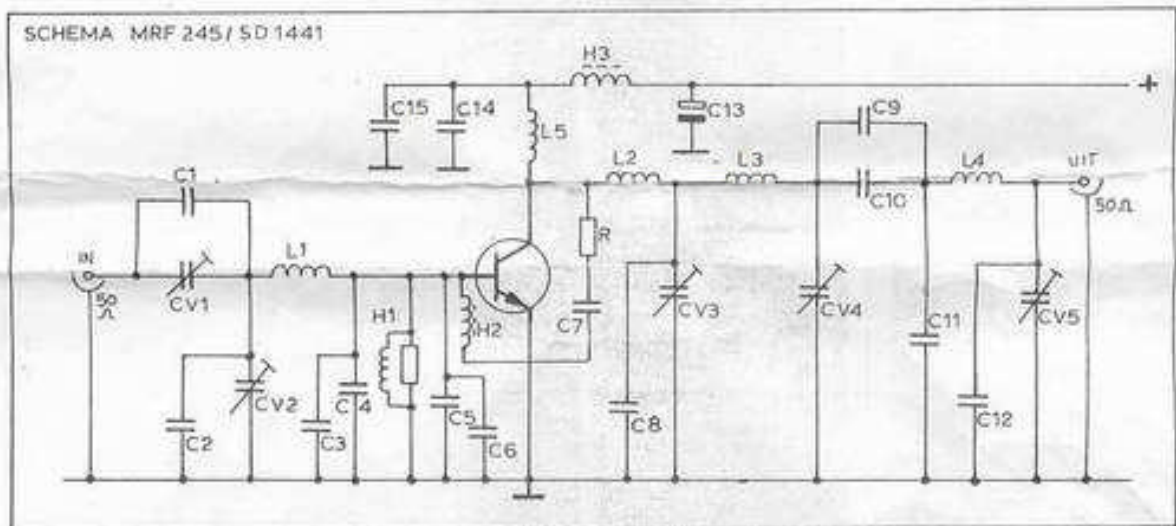 SCHEMA MRF 245 / SD 1441
H3
+
C15
C14
C13
C9
L5
L2
L3
L4
UIT
C1
C10
50Ω
R
L1
IN
CV1
50
Ω
H1
H2
C7
CV3
CV4
C11
CV5
CV2
C4
C5
C2
C3
C6
C8
C12